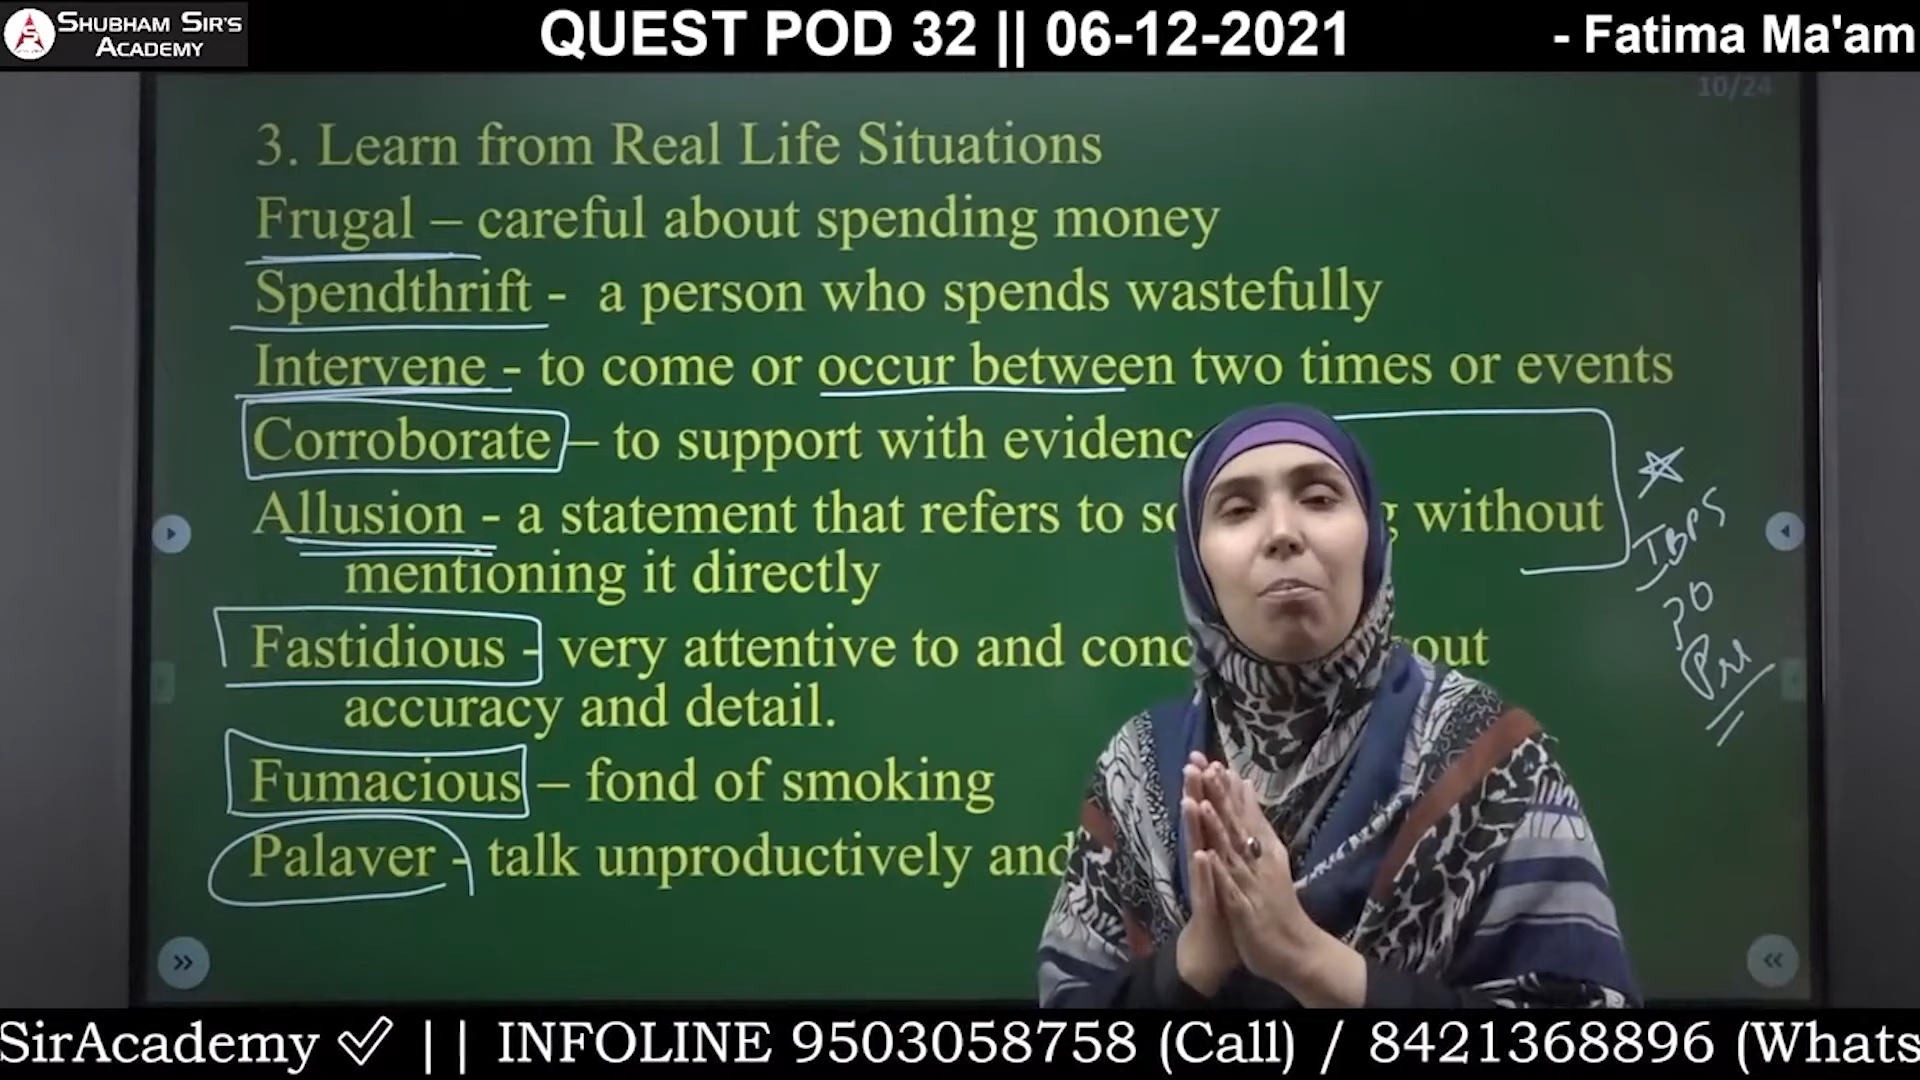 SHUBHAM SIR'S
ACADEMY
QUEST POD 32 || 06-12-2021
- Fatima Ma'am
10/24
3. Learn from Real Life Situations
Frugal – careful about spending money
Spendthrift - a person who spends wastefully
Intervene - to come or occur between two times or events
Corroborate – to support with evidenc
Allusion - a statement that refers to so g without
mentioning it directly
Fastidious - very attentive to and conc out
accuracy and detail.
Fumacious – fond of smoking
Palaver - talk unproductively and
IBPS
Pre
SirAcademy ✓ || INFOLINE 9503058758 (Call) / 8421368896 (Whats